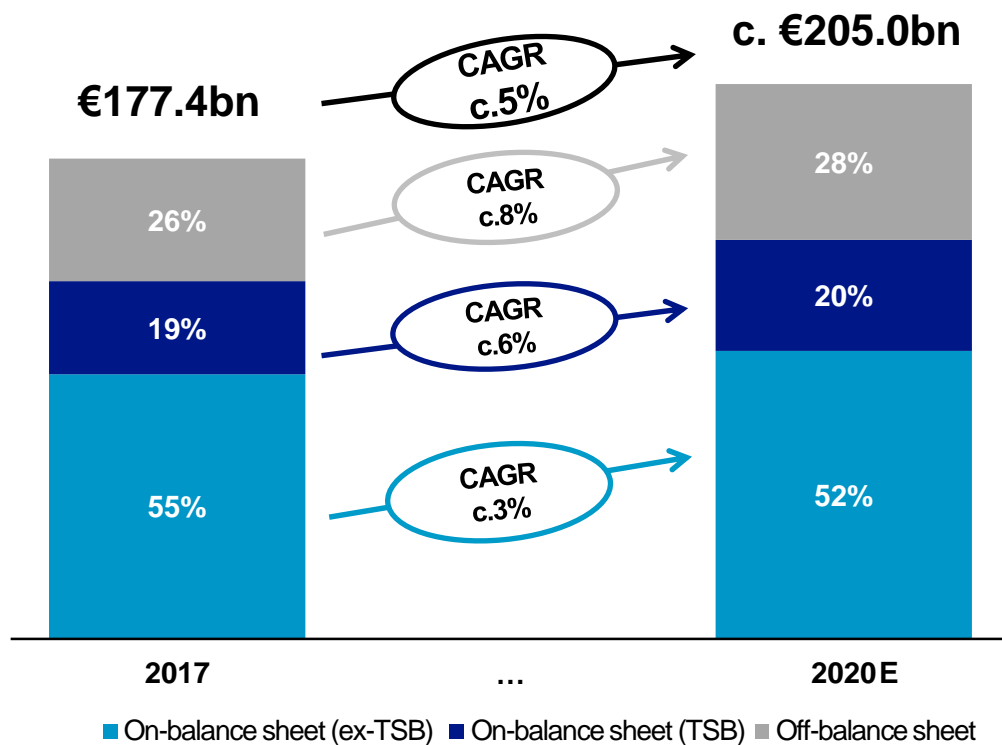 c. €205.0bn
CAGR
c.5%
€177.4bn
CAGR
c.8%
28%
26%
CAGR
c.6%
20%
19%
CAGR
c.3%
55%
52%
2017
...
2020E
On-balance sheet (ex-TSB)
On-balance sheet (TSB)
Off-balance sheet